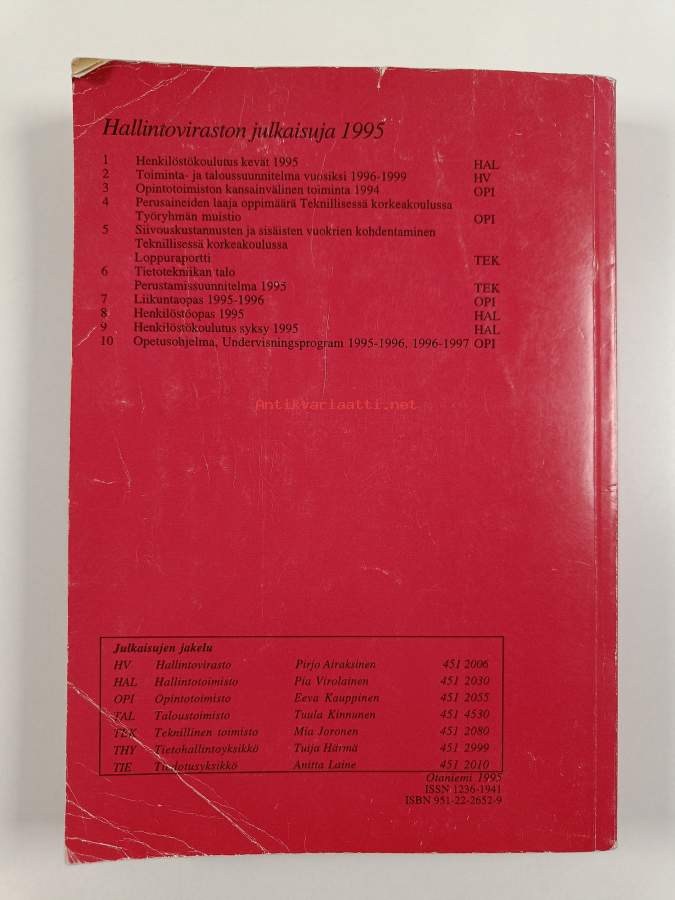 Hallintoviraston julkaisuja 1995
1 Henkilöstökoulutus kevät 1995 HAL
2 Toiminta- ja taloussuunnitelma vuosiksi 1996-1999 HV
3 Opintotoimiston kansainvälinen toiminta 1994 OPI
4 Perusaineiden laaja oppimäärä Teknillisessä korkeakoulussa
Työryhmän muistio OPI
5 Siivouskustannusten ja sisäisten vuokrien kohdentaminen
Teknillisessä korkeakoulussa
Loppuraportti TEK
6 Tietotekniikan talo
Perustamissuunnitelma 1995 TEK
7 Liikuntaopas 1995-1996 OPI
8 Henkilöstöopas 1995 HAL
9 Henkilöstökoulutus syksy 1995 HAL
10 Opetusohjelma, Undervisningsprogram 1995-1996, 1996-1997 OPI
Antikvariaatti.net
Julkaisujen jakelu
HV Hallintovirasto Pirjo Airaksinen 451 2006
HAL Hallintotoimisto Pia Virolainen 451 2030
OPI Opintotoimisto Eeva Kauppinen 451 2055
TAL Taloustoimisto Tuula Kinnunen 451 4530
TEK Teknillinen toimisto Mia Joronen 451 2080
THY Tietohallintoyksikkö Tuija Härmä 451 2999
TIE Tiedotusyksikkö Anitta Laine 451 2010
Otaniemi 1995
ISSN 1236-1941
ISBN 951-22-2652-9